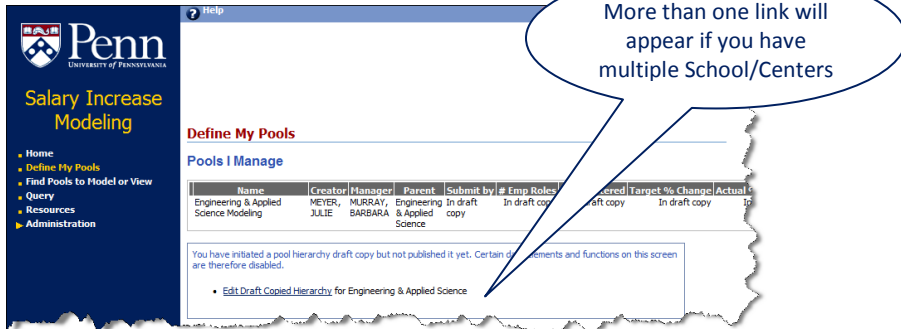 Help
More than one link will
appear if you have
multiple School/Centers
Penn
UNIVERSITY of PENNSYLVANIA
Salary Increase
Modeling
Home
Define My Pools
Find Pools to Model or View
Query
Resources
Administration
Define My Pools
Pools I Manage
Name Creator Manager Parent Submit by # Emp Roles Target % Change Actual
Engineering & Applied MEYER, MURRAY, Engineering In draft In draft copy In draft copy
Science Modeling JULIE BARBARA & Applied copy
Science
You have initiated a pool hierarchy draft copy but not published it yet. Certain and functions on this screen
are therefore disabled.
Edit Draft Copied Hierarchy for Engineering & Applied Science